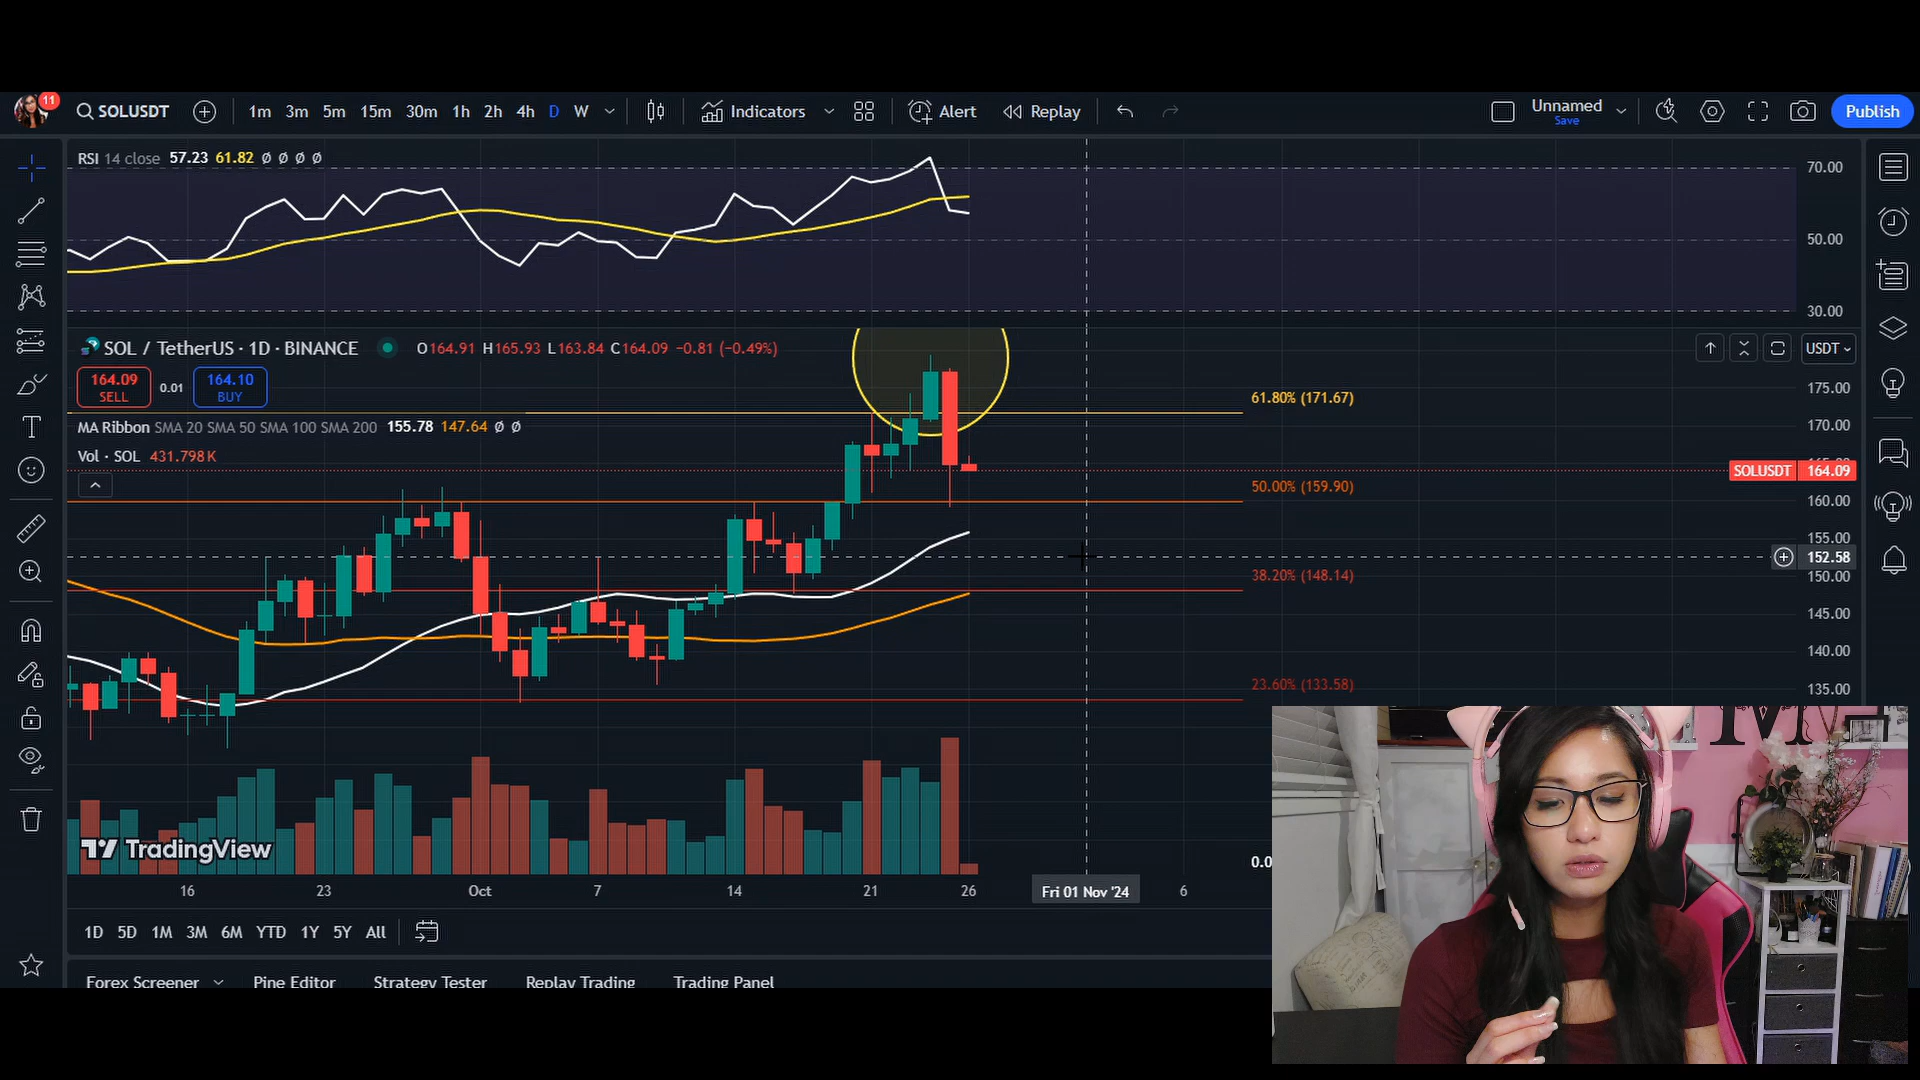 11
SOLUSDT
1m 3m 5m 15m 30m 1h 2h 4h D W
Indicators
Alert
Replay
Unnamed
Save
Publish
RSI 14 close 57.23 61.82 Ø Ø Ø Ø
70.00
50.00
30.00
SOL / TetherUS · 1D · BINANCE O164.91 H165.93 L163.84 C164.09 −0.81 (−0.49%)
USDT
164.09
SELL
0.01
164.10
BUY
MA Ribbon SMA 20 SMA 50 SMA 100 SMA 200 155.78 147.64 Ø Ø
Vol · SOL 431.798K
61.80% (171.67)
50.00% (159.90)
38.20% (148.14)
23.60% (133.58)
175.00
170.00
SOLUSDT 164.09
160.00
155.00
152.58
150.00
145.00
140.00
135.00
0.0
M
TradingView
16 23 Oct 7 14 21 26 Fri 01 Nov '24 6
1D 5D 1M 3M 6M YTD 1Y 5Y All
Forex Screener Pine Editor Strategy Tester Replay Trading Trading Panel